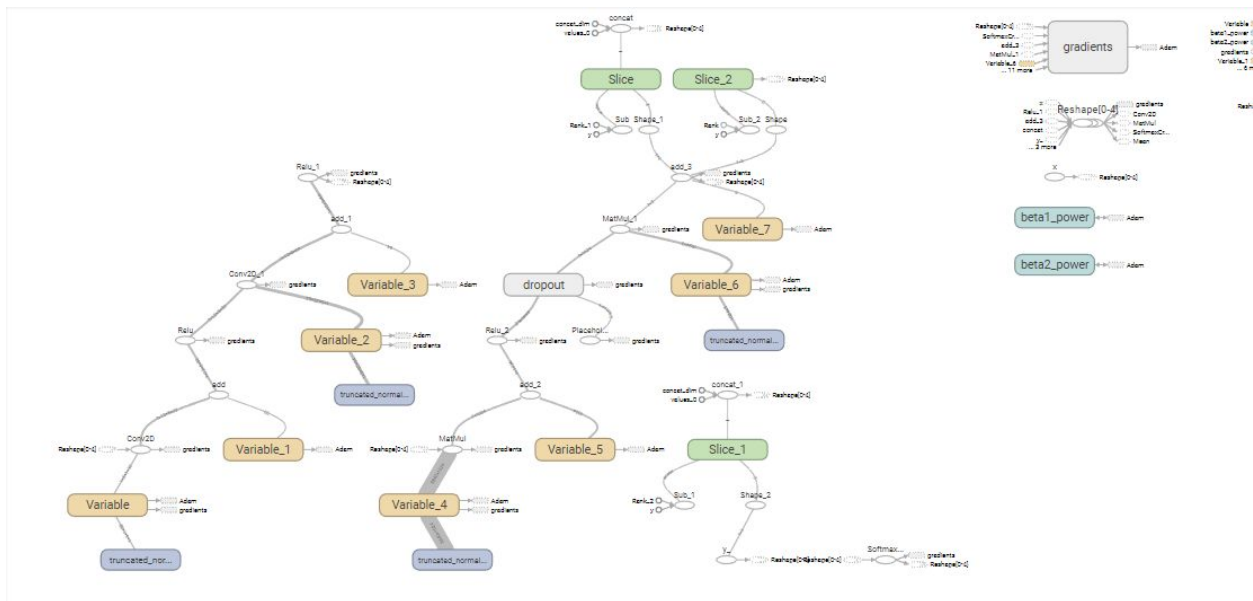 concat
concat_dim
values_0
Reshape[0-4]
Slice
Slice_2
Reshape[0-4]
Rank_1
y
Sub
Shape_1
Rank
y
Sub_2
Shape
Relu_1
gradients
Reshape[0-4]
add_3
gradients
Reshape[0-4]
add_1
MatMul_1
gradients
Variable_7
Adam
Conv2D_1
gradients
Variable_3
Adam
dropout
gradients
Variable_6
Adam
gradients
Relu
gradients
Variable_2
Adam
gradients
Relu_2
gradients
Placehol...
gradients
truncated_normal...
add
truncated_normal...
add_2
concat_1
concat_dim
values_0
Reshape[0-4]
Reshape[0-4]
Conv2D
gradients
Variable_1
Adam
Reshape[0-4]
MatMul
gradients
Variable_5
Adam
Slice_1
Variable
Adam
gradients
Variable_4
Adam
gradients
Rank_2
y
Sub_1
Shape_2
truncated_nor...
truncated_normal...
y_
Reshape[0-4]
Reshape[0-4]
Softmax...
gradients
Reshape[0-4]
Reshape[0-4]
SoftmaxCr...
add_3
MatMul_1
Variable_6
... 11 more
gradients
Adam
Variable
beta1_power
beta2_power
gradients
Variable_1
... 6 m
x
Relu_1
add_3
concat
y_
... 3 more
Reshape[0-4]
gradients
Conv2D
MatMul
SoftmaxCr...
Mean
Resha
x
Reshape[0-4]
beta1_power
Adam
beta2_power
Adam